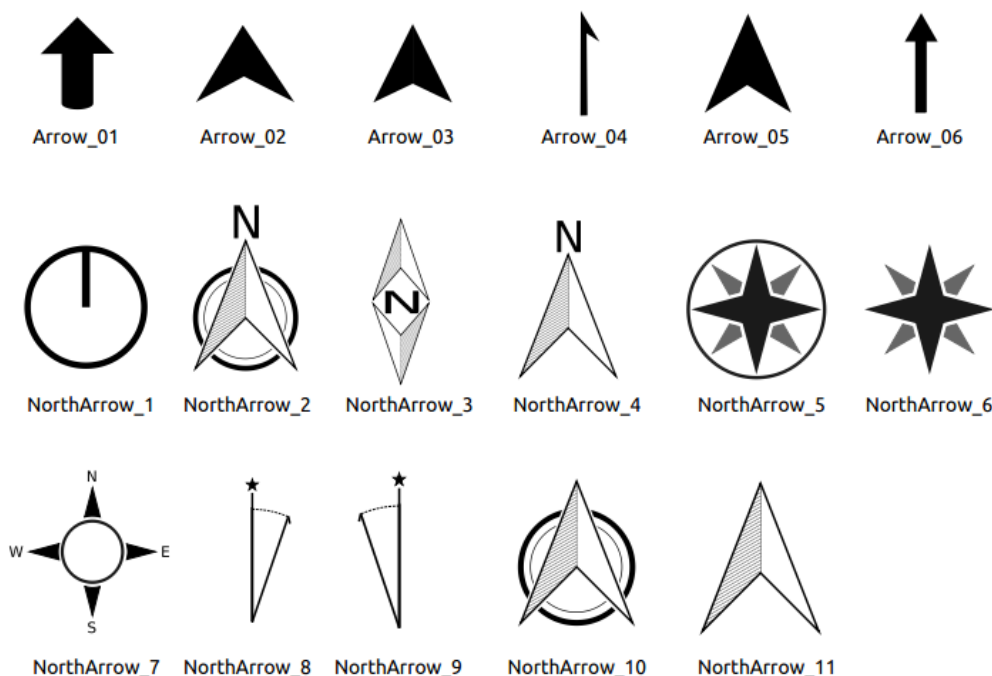 Arrow_01 Arrow_02 Arrow_03 Arrow_04 Arrow_05 Arrow_06
N N
N
NorthArrow_1 NorthArrow_2 NorthArrow_3 NorthArrow_4 NorthArrow_5 NorthArrow_6
N
W E
S
NorthArrow_7 NorthArrow_8 NorthArrow_9 NorthArrow_10 NorthArrow_11